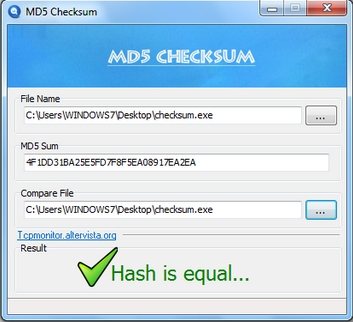 MD5 Checksum
MD5 CHECKSUM
File Name
C:\Users\WINDOWS7\Desktop\checksum.exe
...
MD5 Sum
4F1DD31BA25E5FD7F8F5EA08917EA2EA
Compare File
C:\Users\WINDOWS7\Desktop\checksum.exe
...
Tcpmonitor.altervista.org
Result
Hash is equal...